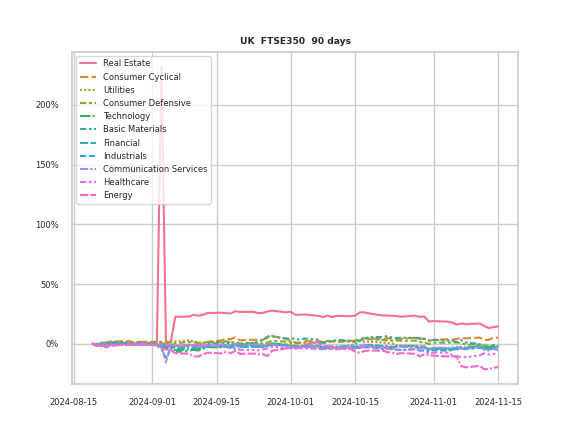 UK FTSE350 90 days
Real Estate
Consumer Cyclical
Utilities
Consumer Defensive
Technology
Basic Materials
Financial
Industrials
Communication Services
Healthcare
Energy
200%
150%
100%
50%
0%
2024-08-15 2024-09-01 2024-09-15 2024-10-01 2024-10-15 2024-11-01 2024-11-15